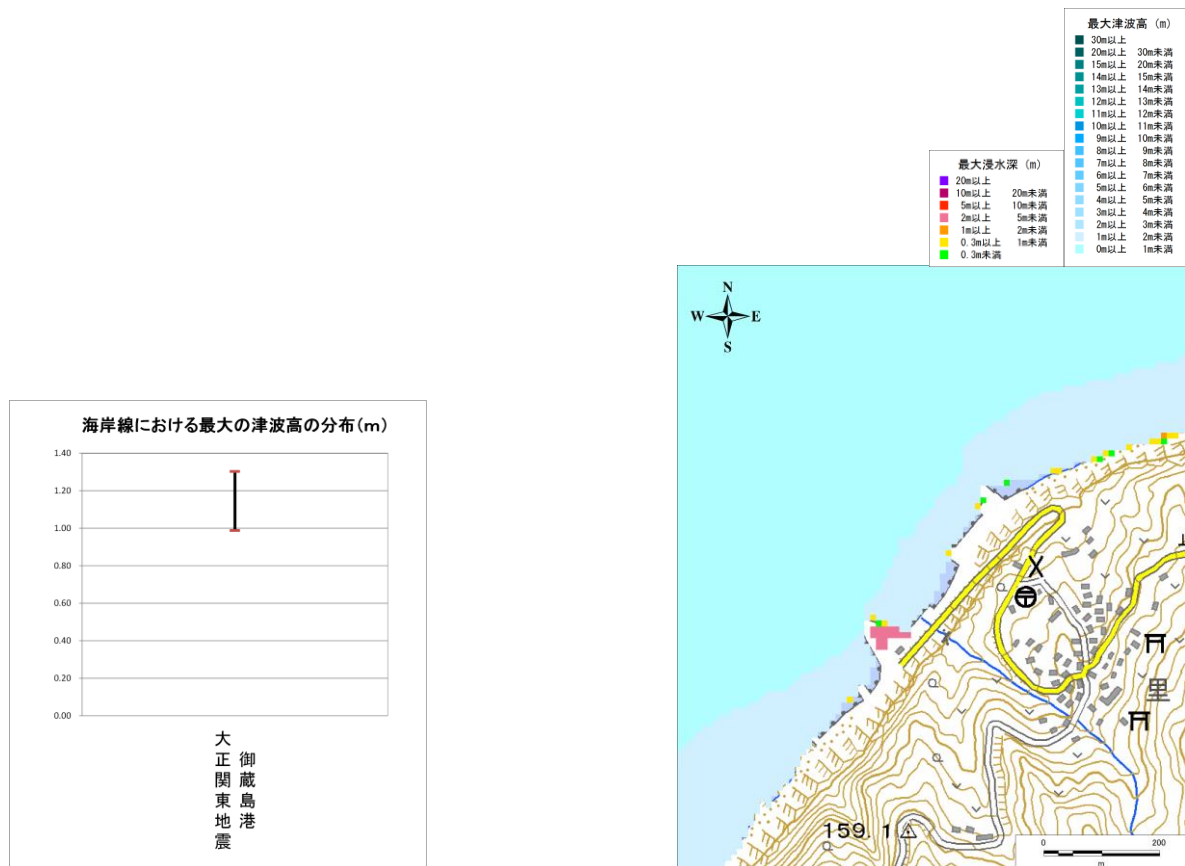 最大津波高 (m)
30m以上
20m以上 30m未満
15m以上 20m未満
14m以上 15m未満
13m以上 14m未満
12m以上 13m未満
11m以上 12m未満
10m以上 11m未満
9m以上 10m未満
8m以上 9m未満
7m以上 8m未満
6m以上 7m未満
5m以上 6m未満
4m以上 5m未満
3m以上 4m未満
2m以上 3m未満
1m以上 2m未満
0m以上 1m未満
最大浸水深 (m)
20m以上
10m以上 20m未満
5m以上 10m未満
2m以上 5m未満
1m以上 2m未満
0.3m以上 1m未満
0.3m未満
N
W E
S
里
159.1
0 200
m
海岸線における最大の津波高の分布(m)
1.40
1.20
1.00
0.80
0.60
0.40
0.20
0.00
御蔵島港
大正関東地震